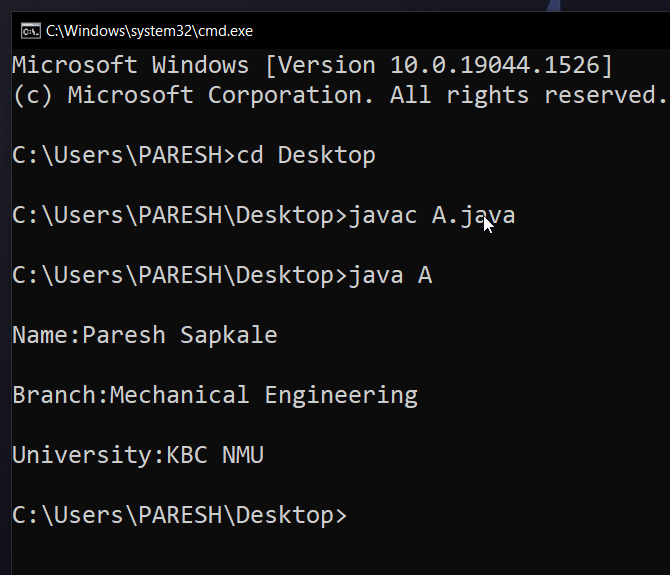 C:\Windows\system32\cmd.exe
Microsoft Windows [Version 10.0.19044.1526]
(c) Microsoft Corporation. All rights reserved.
C:\Users\PARESH>cd Desktop
C:\Users\PARESH\Desktop>javac A.java
C:\Users\PARESH\Desktop>java A
Name:Paresh Sapkale
Branch:Mechanical Engineering
University:KBC NMU
C:\Users\PARESH\Desktop>